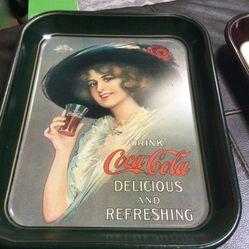 DRINK
Coca-Cola
DELICIOUS
AND
REFRESHING